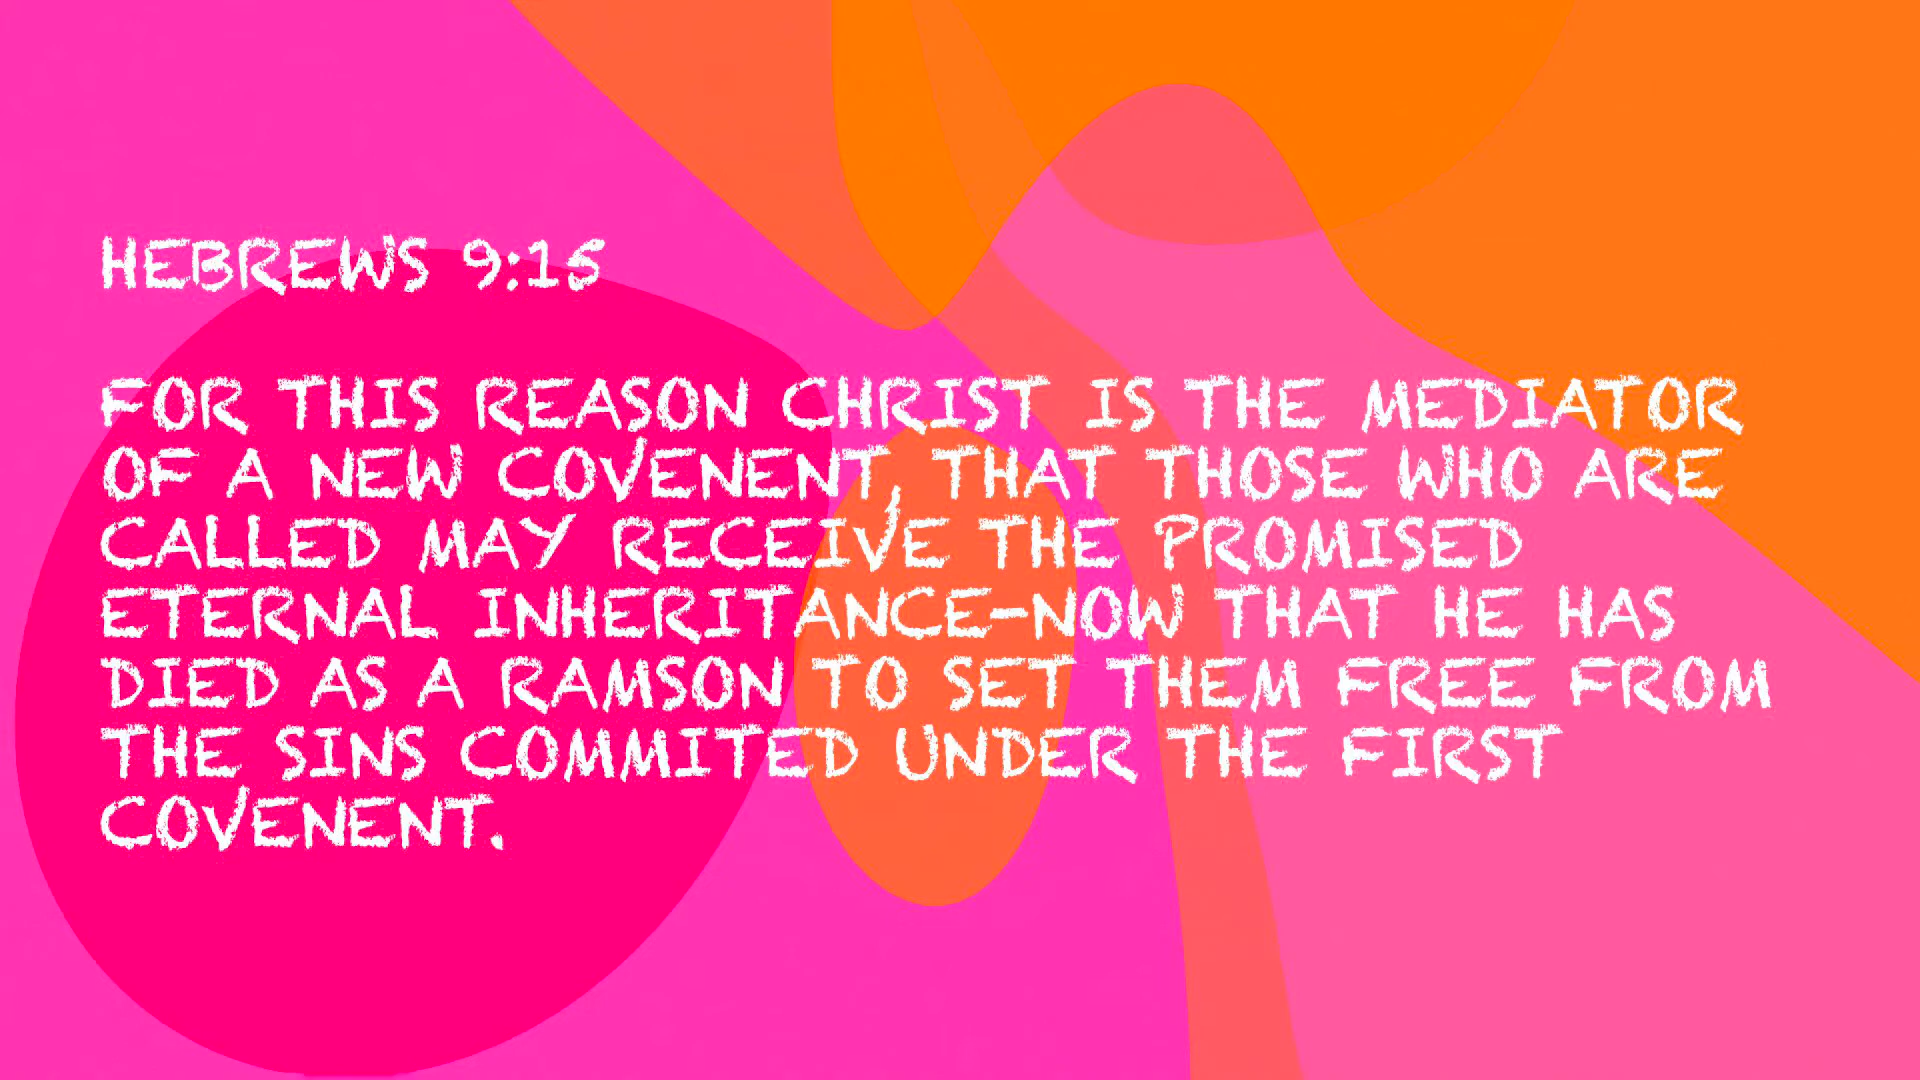 HEBREWS 9:15
FOR THIS REASON CHRIST IS THE MEDIATOR
OF A NEW COVENENT, THAT THOSE WHO ARE
CALLED MAY RECEIVE THE PROMISED
ETERNAL INHERITANCE-NOW THAT HE HAS
DIED AS A RAMSON TO SET THEM FREE FROM
THE SINS COMMITED UNDER THE FIRST
COVENENT.